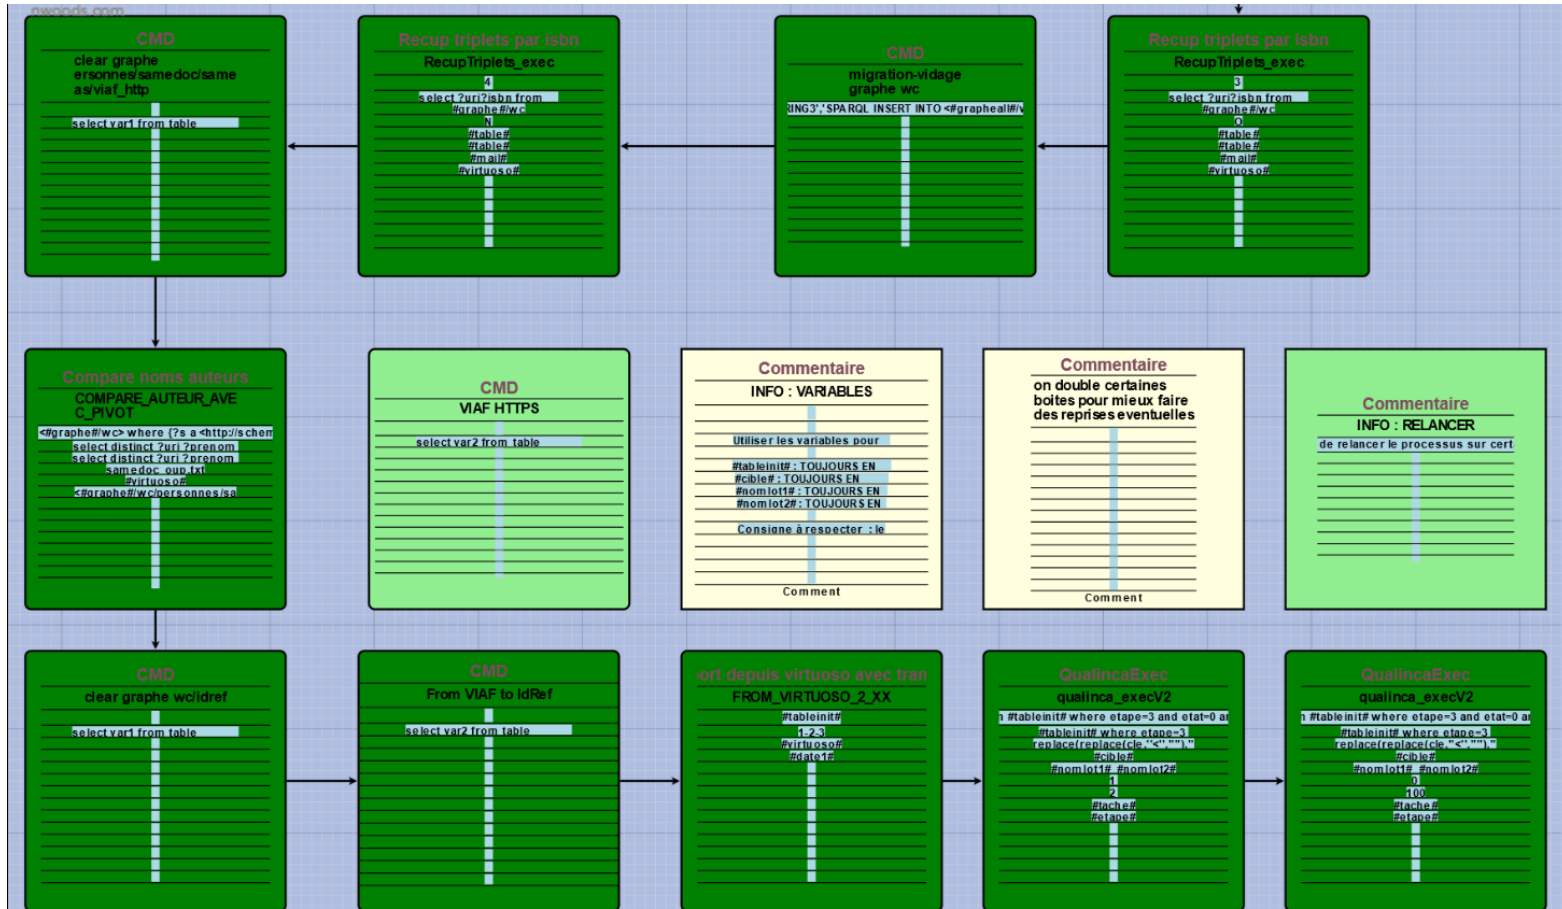 nwoods.com
CMD
clear graphe
ersonnes/samedoc/same
as/viaf_http
select var1 from table
Recup triplets par isbn
RecupTriplets_exec
4
select ?uri?isbn from
#graphe#/wc
N
#table#
#table#
#mail#
#virtuoso#
CMD
migration-vidage
graphe wc
RING3','SPARQL INSERT INTO <#grapheall#/v
Recup triplets par isbn
RecupTriplets_exec
3
select ?uri?isbn from
#graphe#/wc
O
#table#
#table#
#mail#
#virtuoso#
Compare noms auteurs
COMPARE_AUTEUR_AVE
C_PIVOT
<#graphe#/wc> where {?s a <http://schem
select distinct ?uri ?prenom
select distinct ?uri ?prenom
samedoc_oup.txt
#virtuoso#
<#graphe#/wc/personnes/sa
CMD
VIAF HTTPS
select var2 from table
Commentaire
INFO : VARIABLES
Utiliser les variables pour
#tableinit# : TOUJOURS EN
#cible# : TOUJOURS EN
#nomlot1# : TOUJOURS EN
#nomlot2# : TOUJOURS EN
Consigne à respecter : le
Comment
Commentaire
on double certaines
boites pour mieux faire
des reprises eventuelles
Comment
Commentaire
INFO : RELANCER
de relancer le processus sur cert
CMD
clear graphe wc/idref
select var1 from table
CMD
From VIAF to IdRef
select var2 from table
ort depuis virtuoso avec tran
FROM_VIRTUOSO_2_XX
#tableinit#
1-2-3
#virtuoso#
#date1#
QualincaExec
qualinca_execV2
n #tableinit# where etape=3 and etat=0 ar
#tableinit# where etape=3
replace(replace(cle,"<",""),"
#cible#
#nomlot1#_#nomlot2#
1
2
#tache#
#etape#
QualincaExec
qualinca_execV2
n #tableinit# where etape=3 and etat=0 ar
#tableinit# where etape=3
replace(replace(cle,"<",""),"
#cible#
#nomlot1#_#nomlot2#
0
100
#tache#
#etape#